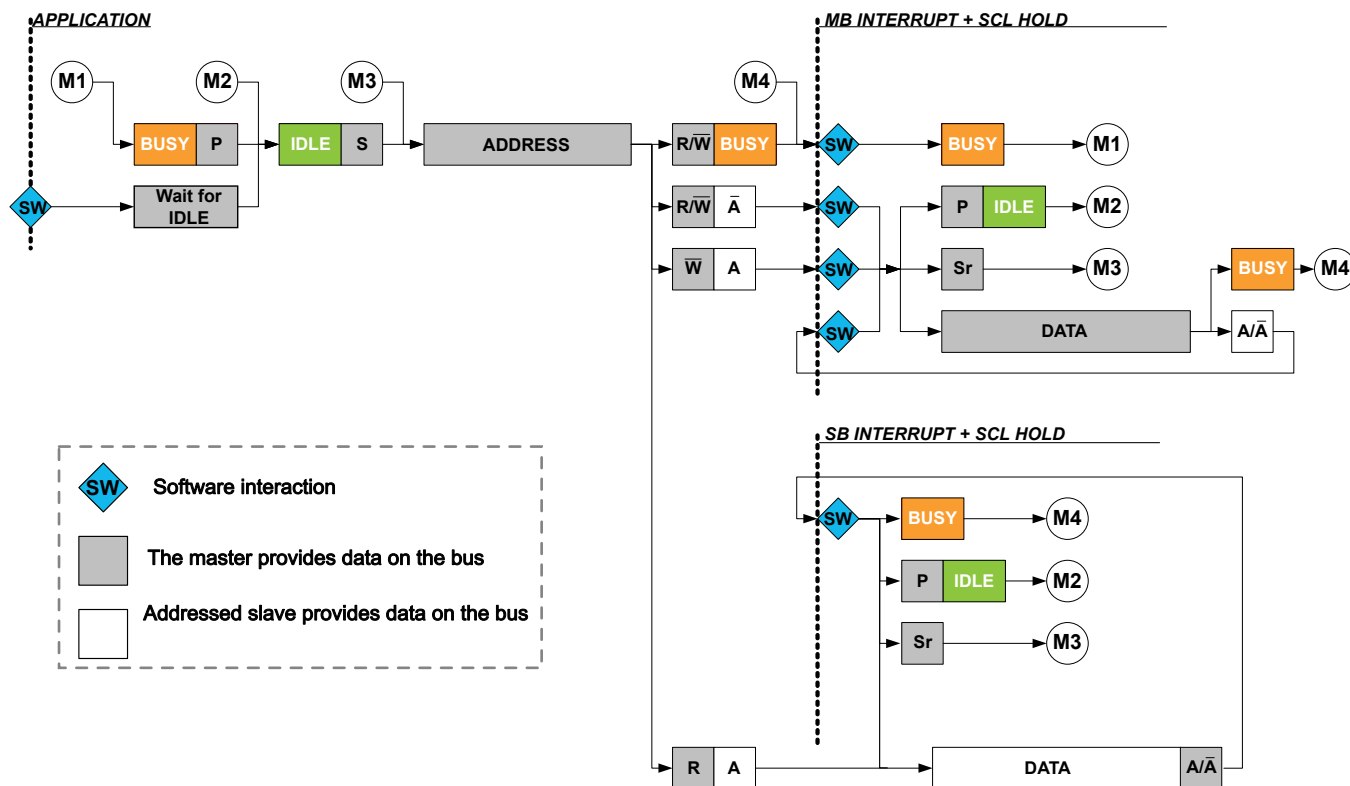 APPLICATION
MB INTERRUPT + SCL HOLD
M1
M2
M3
M4
BUSY P
IDLE S
ADDRESS
R/W̅ BUSY
SW
BUSY
M1
SW
Wait for
IDLE
R/W̅ A̅
SW
P IDLE
M2
W̅ A
SW
Sr
M3
BUSY
M4
SW
DATA
A/A̅
SB INTERRUPT + SCL HOLD
SW Software interaction
The master provides data on the bus
Addressed slave provides data on the bus
SW
BUSY
M4
P IDLE
M2
Sr
M3
R A
DATA
A/A̅